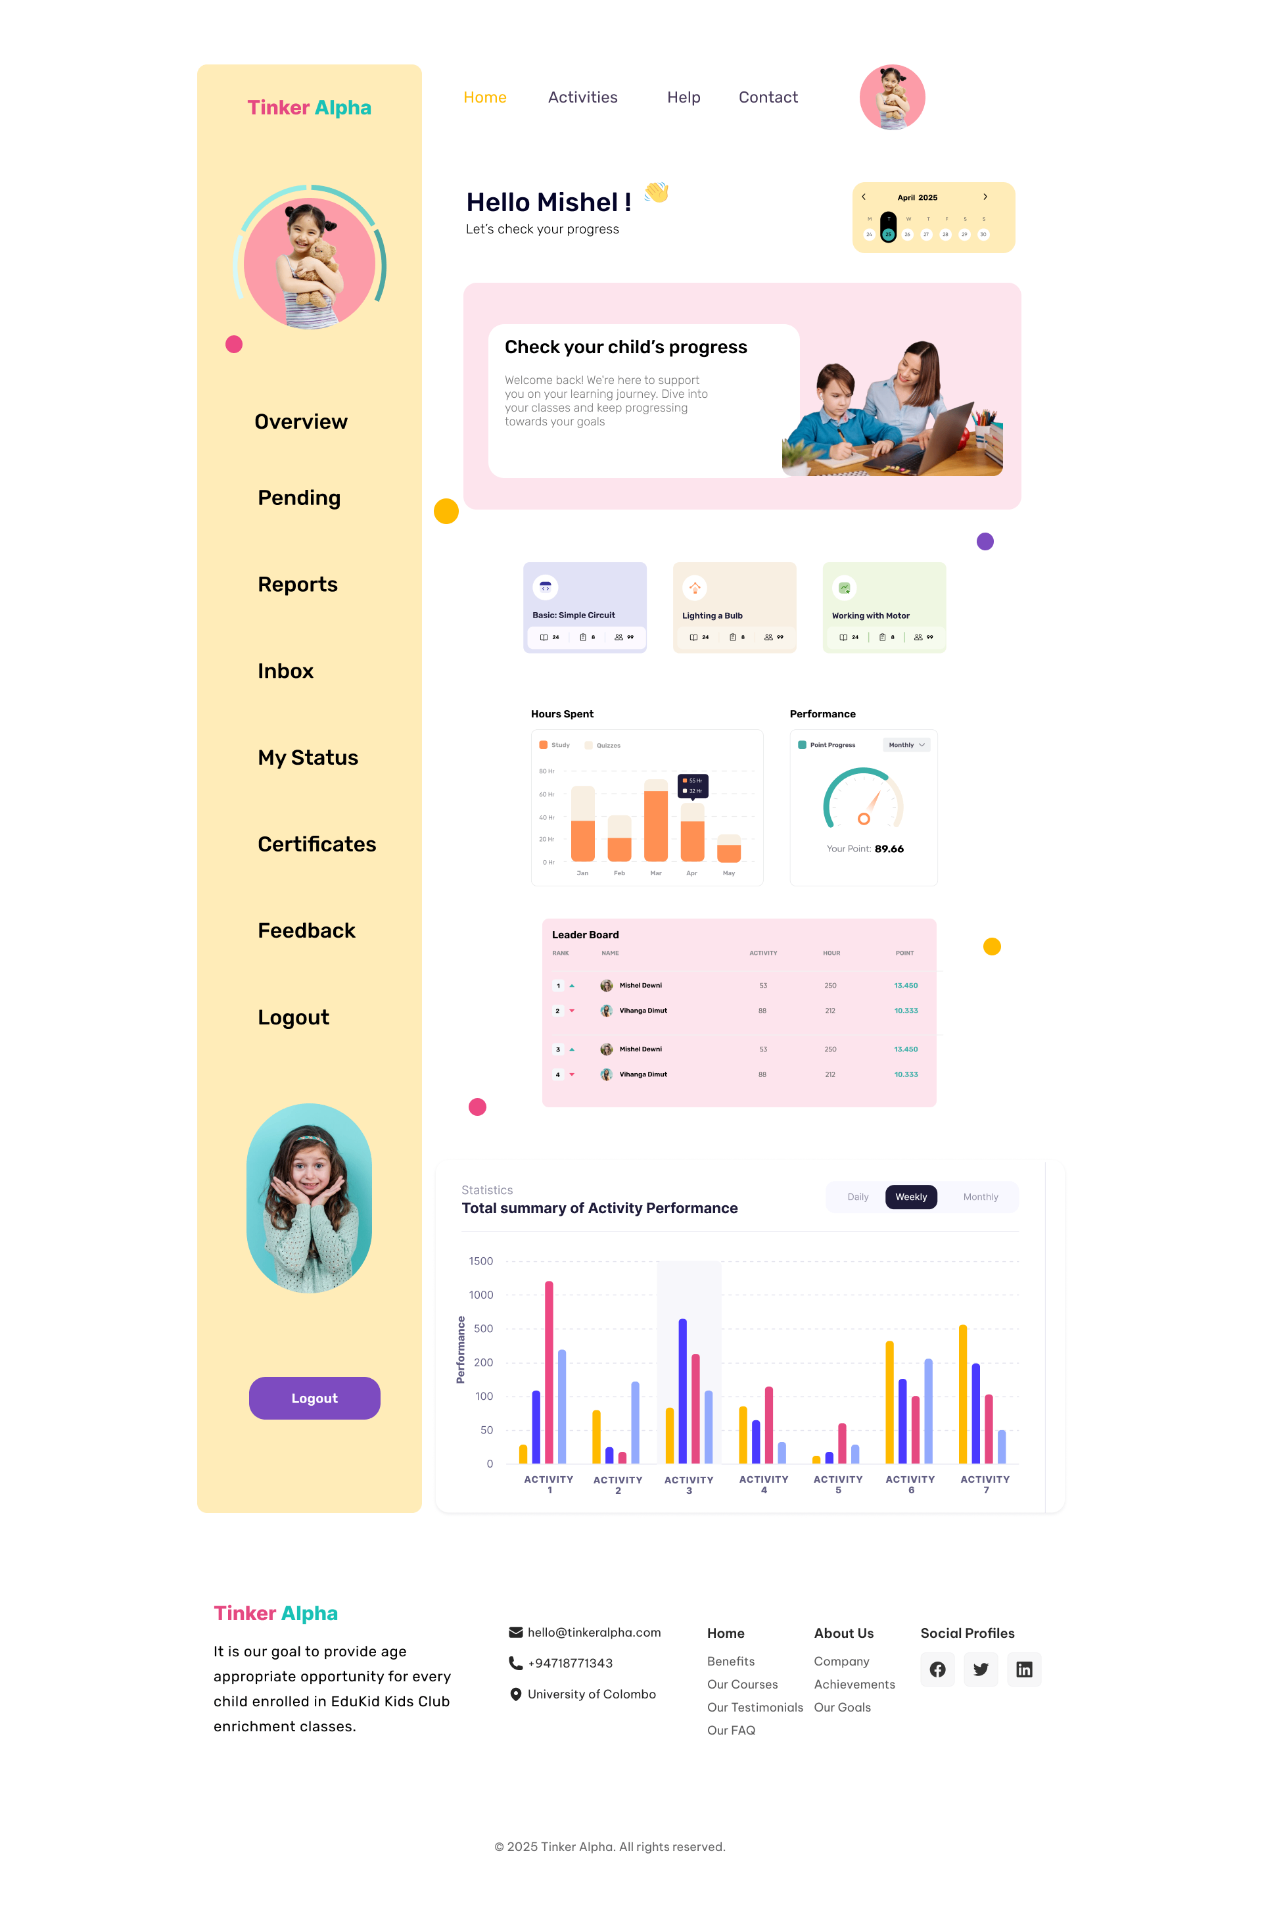 Tinker Alpha
Overview
Pending
Reports
Inbox
My Status
Certificates
Feedback
Logout
Logout
Home Activities Help Contact
Hello Mishel !
Let's check your progress
April 2025
M T W T F S S
24 25 26 27 28 29 30
Check your child's progress
Welcome back! We're here to support
you on your learning journey. Dive into
your classes and keep progressing
towards your goals
Basic: Simple Circuit
24 8 99
Lighting a Bulb
24 8 99
Working with Motor
24 8 99
Hours Spent
Study Quizzes
80 Hr
60 Hr
40 Hr
20 Hr
0 Hr
55 Hr
32 Hr
Jan Feb Mar Apr May
Performance
Point Progress Monthly
Your Point: 89.66
Leader Board
RANK NAME ACTIVITY HOUR POINT
1 Mishel Dewni 53 250 13.450
2 Vihanga Dimut 88 212 10.333
3 Mishel Dewni 53 250 13.450
4 Vihanga Dimut 88 212 10.333
Statistics
Total summary of Activity Performance
Daily Weekly Monthly
Performance
1500
1000
500
200
100
50
0
ACTIVITY 1
ACTIVITY 2
ACTIVITY 3
ACTIVITY 4
ACTIVITY 5
ACTIVITY 6
ACTIVITY 7
Tinker Alpha
It is our goal to provide age
appropriate opportunity for every
child enrolled in EduKid Kids Club
enrichment classes.
hello@tinkeralpha.com
+94718771343
University of Colombo
Home
Benefits
Our Courses
Our Testimonials
Our FAQ
About Us
Company
Achievements
Our Goals
Social Profiles
© 2025 Tinker Alpha. All rights reserved.